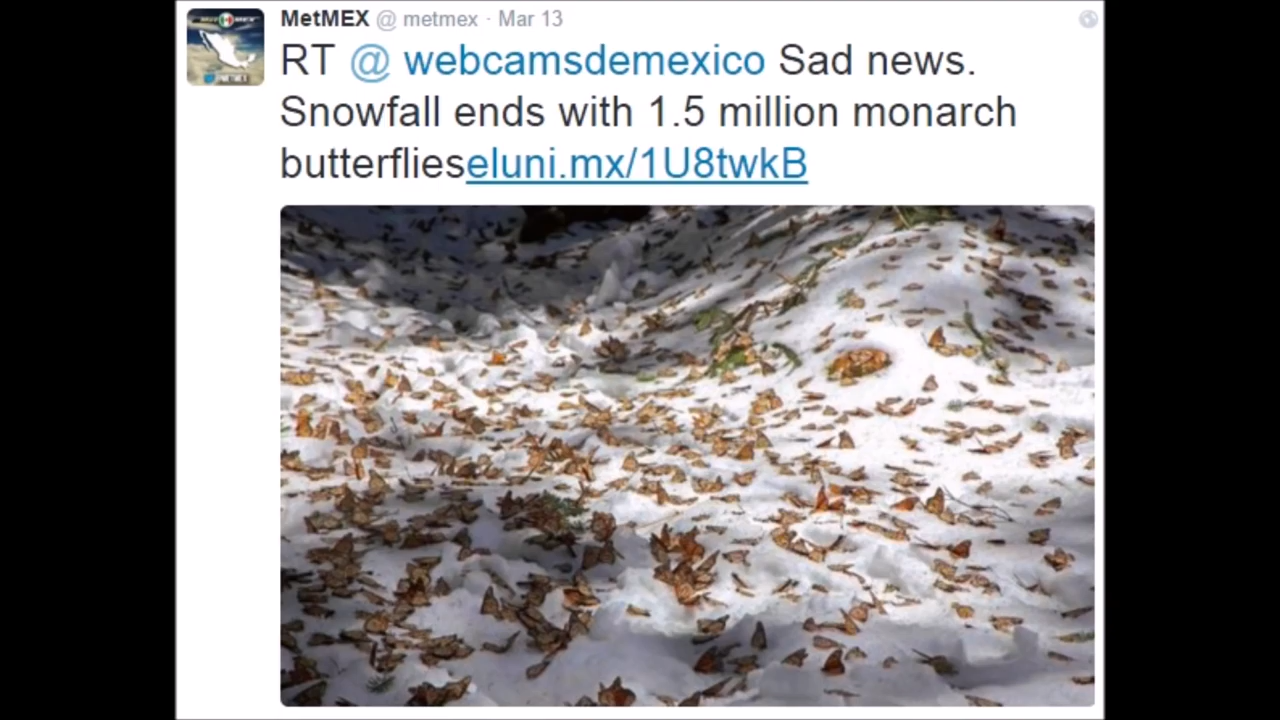 MetMEX @ metmex · Mar 13
RT @ webcamsdemexico Sad news.
Snowfall ends with 1.5 million monarch
butterflieseluni.mx/1U8twkB